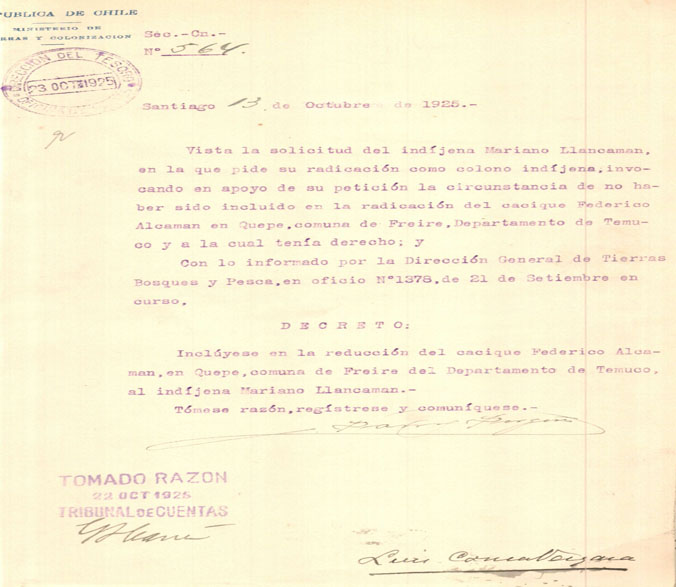 PUBLICA DE CHILE
MINISTERIO DE
RRAS Y COLONIZACION
Sec.-Cn.-
N° 564.
SECCION DEL TESORO
23 OCT 1925
Santiago 13 de Octubre de 1925.-
Vista la solicitud del indíjena Mariano Llancaman,
en la que pide su radicación como colono indíjena,invo-
cando en apoyo de su petición la circunstancia de no ha-
ber sido incluido en la radicación del cacique Federico
Alcaman en Quepe,comuna de Freire,Departamento de Temu-
co y a la cual tenía derecho; y
Con lo informado por la Dirección General de Tierras
Bosques y Pesca,en oficio N°1378,de 21 de Setiembre en
curso,
DECRETO:
Inclúyese en la reducción del cacique Federico Alca-
man,en Quepe,comuna de Freire del Departamento de Temuco,
al indíjena Mariano Llancaman.-
Tómese razón,regístrese y comuníquese.-
TOMADO RAZON
22 OCT 1925
TRIBUNAL DE CUENTAS
Luis